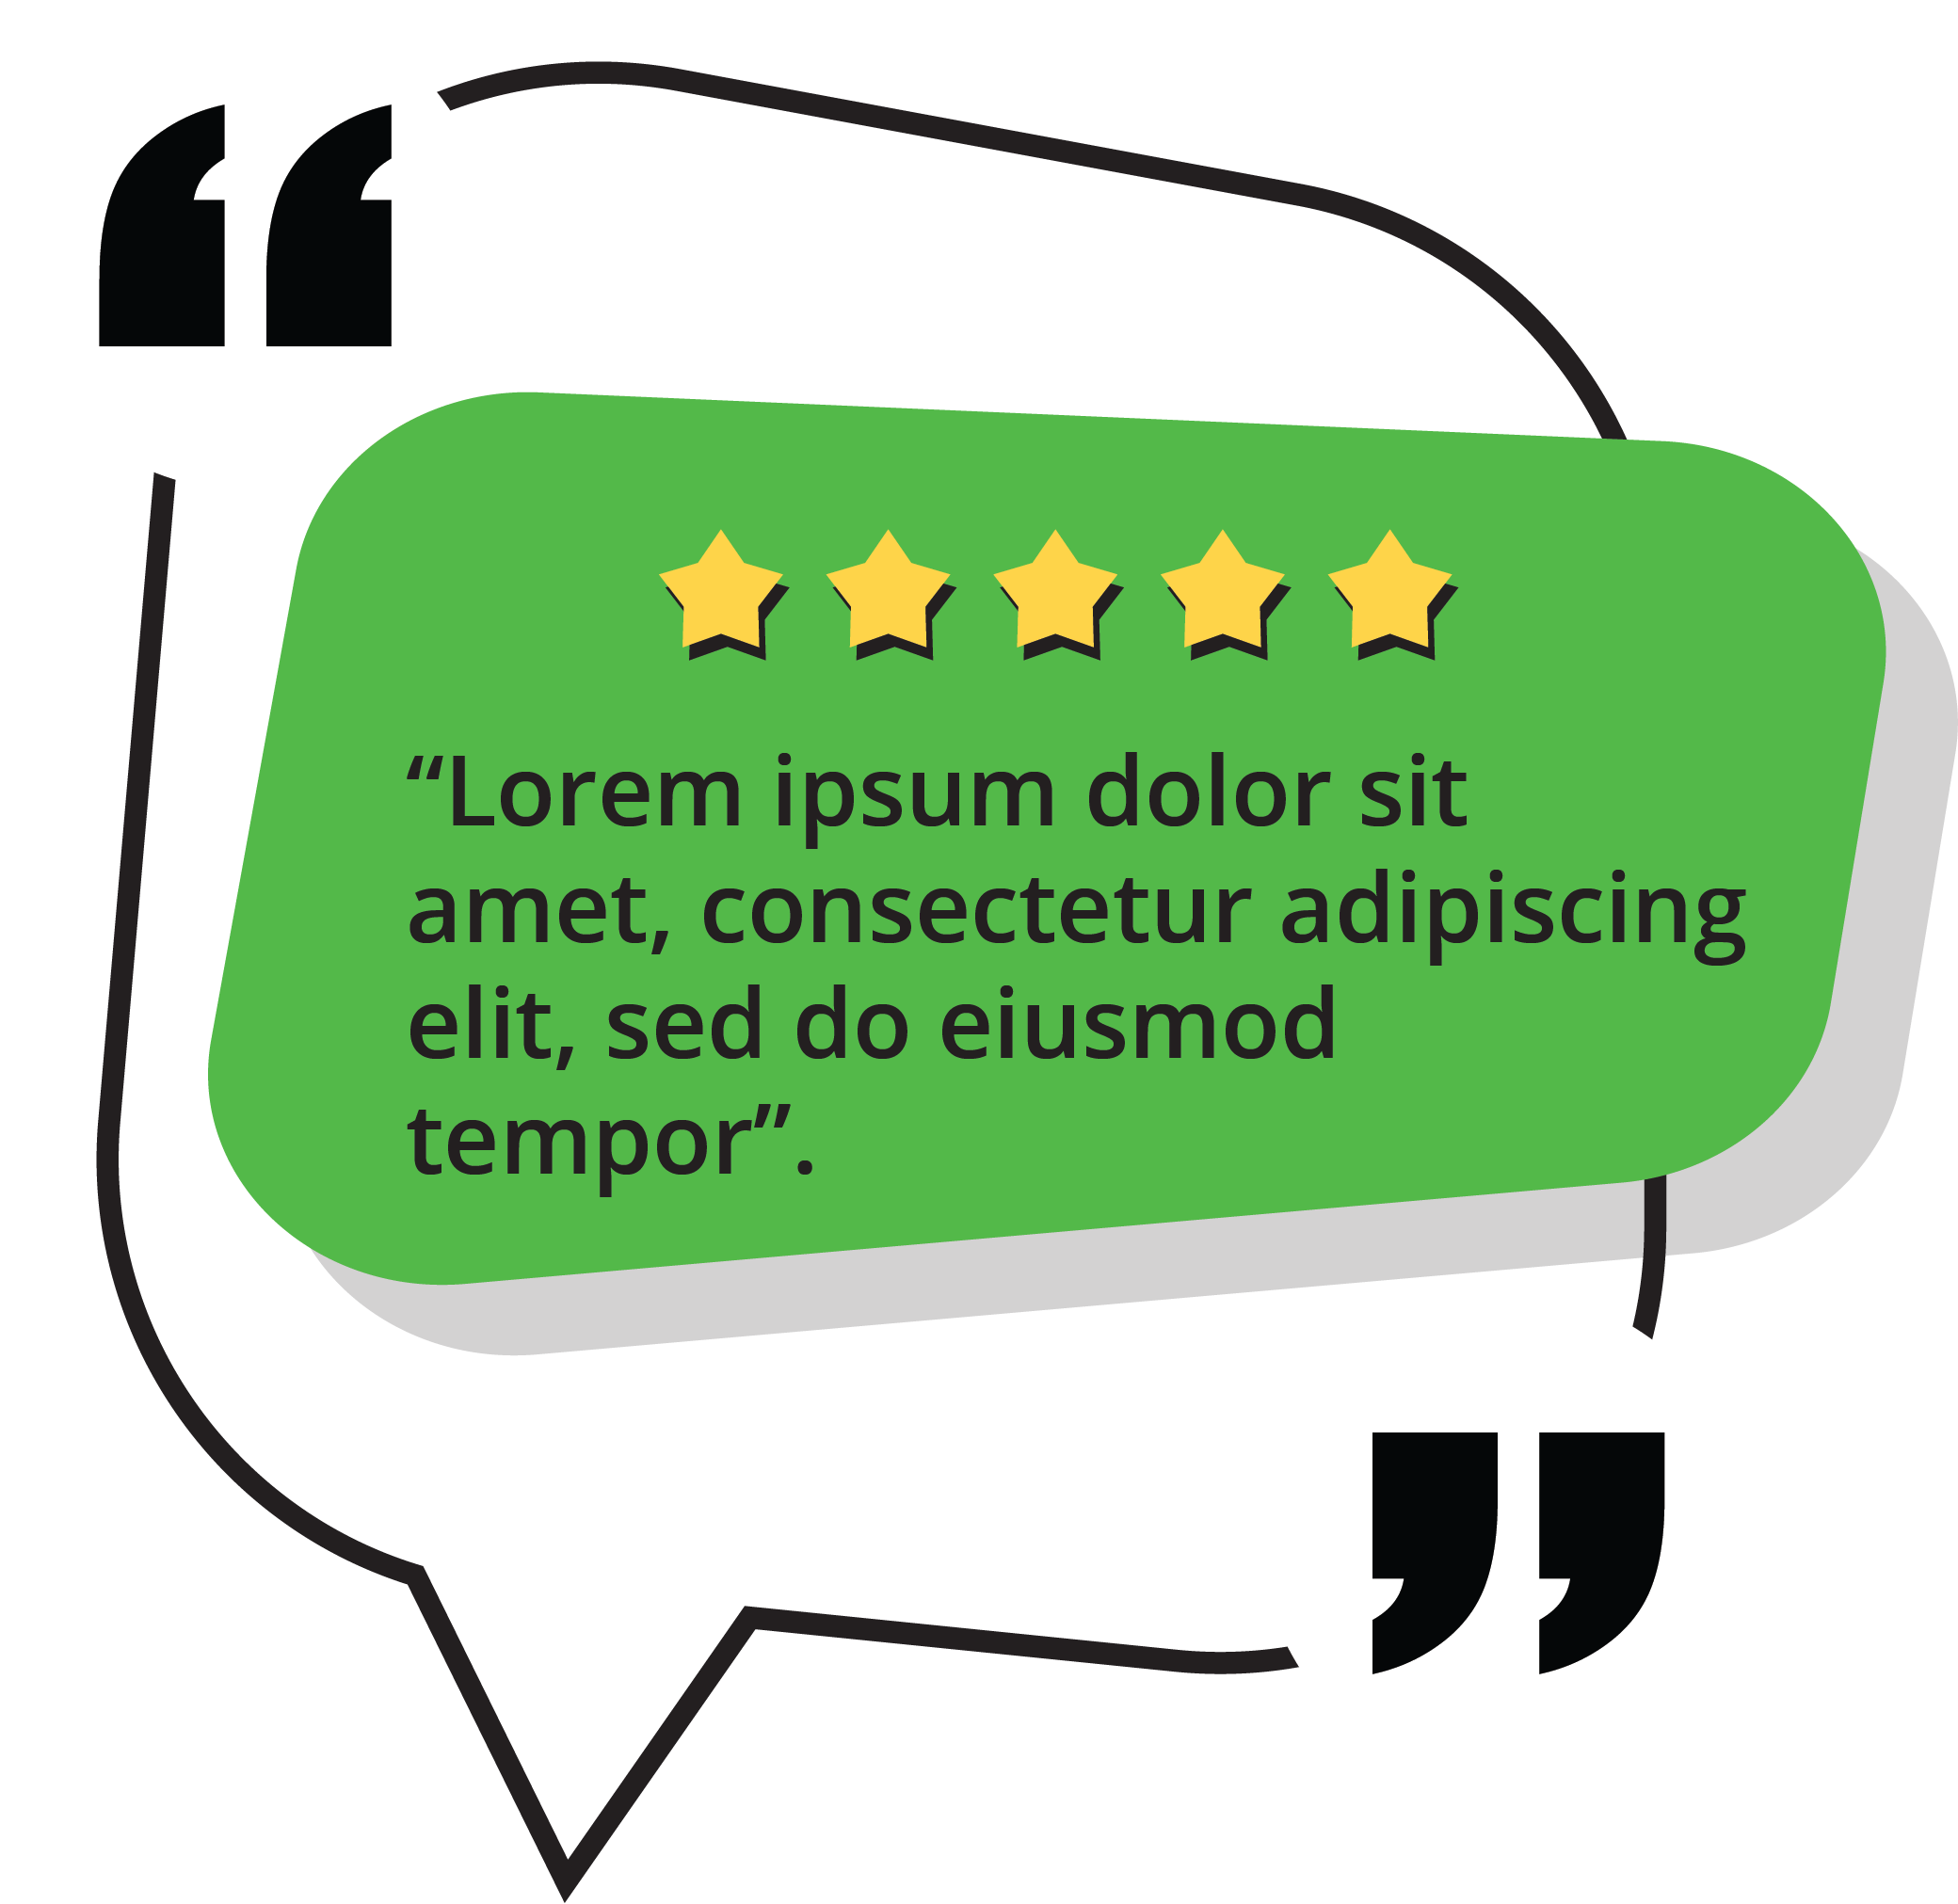 “Lorem ipsum dolor sit
amet, consectetur adipiscing
elit, sed do eiusmod
tempor”.